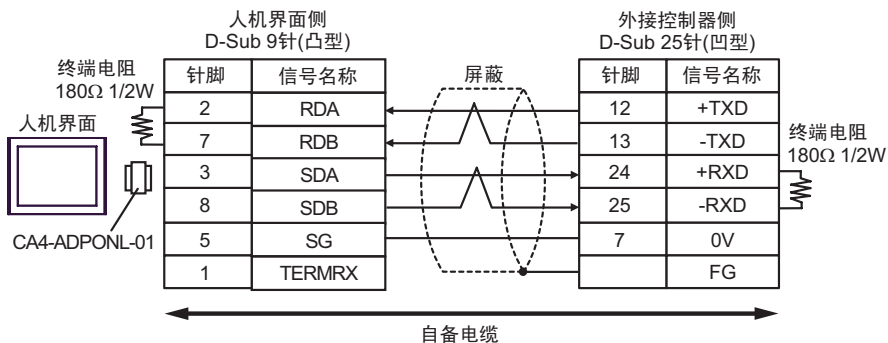 人机界面侧
D-Sub 9针(凸型)
外接控制器侧
D-Sub 25针(凹型)
终端电阻
180Ω 1/2W
针脚 信号名称
屏蔽
针脚 信号名称
2 RDA
12 +TXD
人机界面
7 RDB
13 -TXD
终端电阻
180Ω 1/2W
3 SDA
24 +RXD
8 SDB
25 -RXD
CA4-ADPONL-01
5 SG
7 0V
1 TERMRX
FG
自备电缆